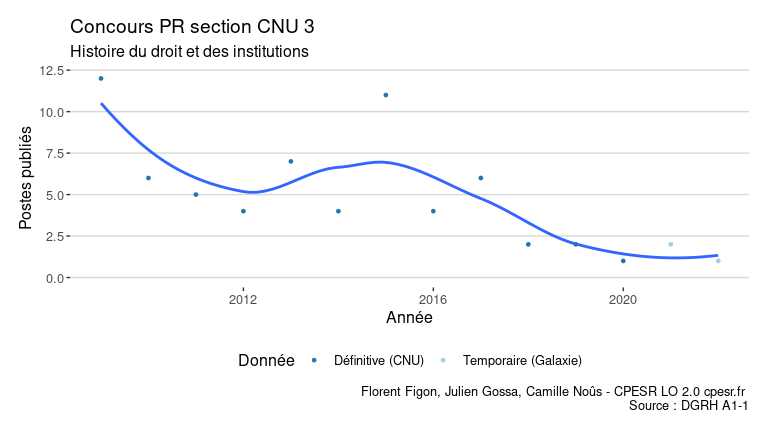 Concours PR section CNU 3
Histoire du droit et des institutions
12.5
10.0
7.5
5.0
2.5
0.0
Postes publiés
2012 2016 2020
Année
Donnée Définitive (CNU) Temporaire (Galaxie)
Florent Figon, Julien Gossa, Camille Noûs - CPESR LO 2.0 cpesr.fr
Source : DGRH A1-1